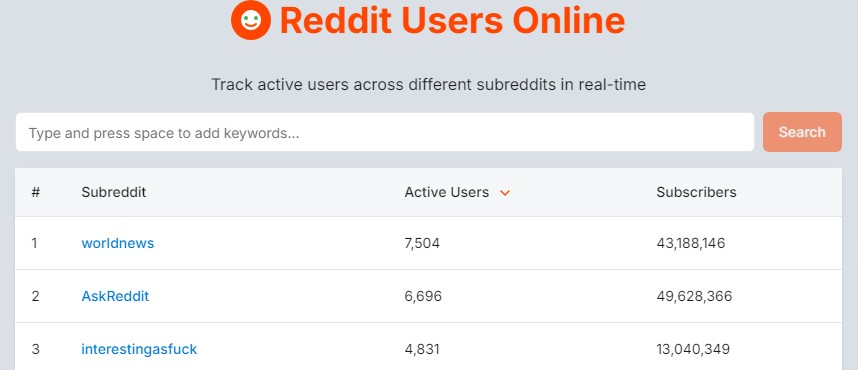 Reddit Users Online
Track active users across different subreddits in real-time
Type and press space to add keywords...
Search
# Subreddit Active Users Subscribers
1 worldnews 7,504 43,188,146
2 AskReddit 6,696 49,628,366
3 interestingasfuck 4,831 13,040,349